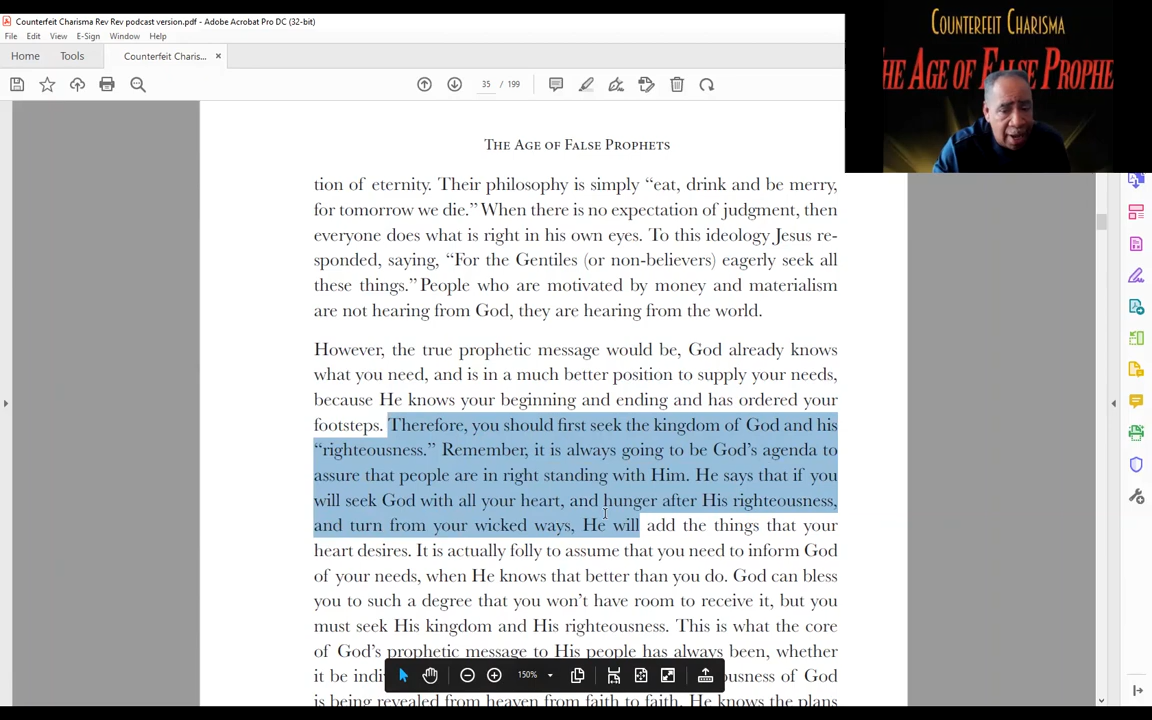 Counterfeit Charisma Rev Rev podcast version.pdf - Adobe Acrobat Pro DC (32-bit)
File Edit View E-Sign Window Help
Home Tools Counterfeit Charis... ×
35 / 199
COUNTERFEIT CHARISMA
HE AGE OF FALSE PROPHE
THE AGE OF FALSE PROPHETS
tion of eternity. Their philosophy is simply “eat, drink and be merry,
for tomorrow we die.” When there is no expectation of judgment, then
everyone does what is right in his own eyes. To this ideology Jesus re-
sponded, saying, “For the Gentiles (or non-believers) eagerly seek all
these things.” People who are motivated by money and materialism
are not hearing from God, they are hearing from the world.
However, the true prophetic message would be, God already knows
what you need, and is in a much better position to supply your needs,
because He knows your beginning and ending and has ordered your
footsteps. Therefore, you should first seek the kingdom of God and his
“righteousness.” Remember, it is always going to be God’s agenda to
assure that people are in right standing with Him. He says that if you
will seek God with all your heart, and hunger after His righteousness,
and turn from your wicked ways, He will add the things that your
heart desires. It is actually folly to assume that you need to inform God
of your needs, when He knows that better than you do. God can bless
you to such a degree that you won’t have room to receive it, but you
must seek His kingdom and His righteousness. This is what the core
of God’s prophetic message to His people has always been, whether
it be indi ousness of God
is being revealed from heaven from faith to faith. He knows the plans
150%